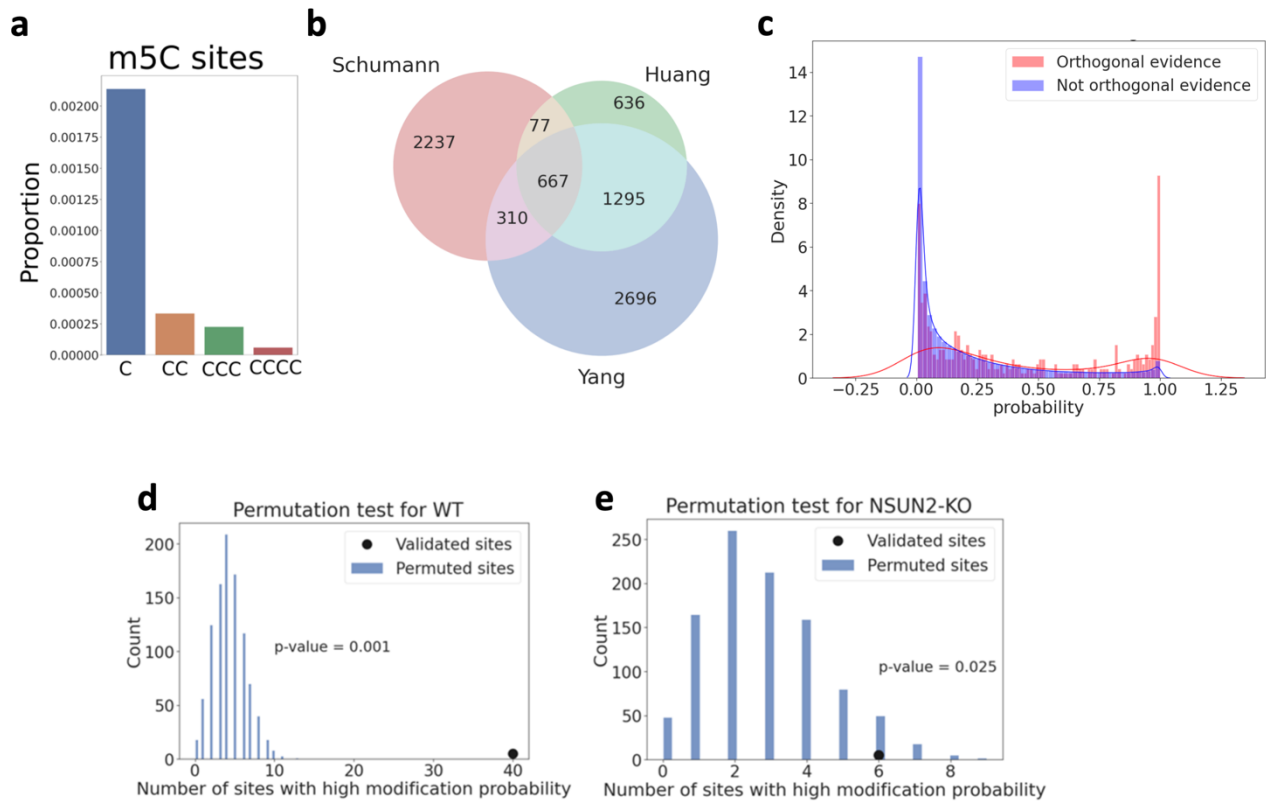 a
m5C sites
Proportion
0.00200
0.00175
0.00150
0.00125
0.00100
0.00075
0.00050
0.00025
0.00000
C CC CCC CCCC
b
Schumann
Huang
636
77
2237
667
1295
310
2696
Yang
c
Orthogonal evidence
Not orthogonal evidence
Density
14
12
10
8
6
4
2
0
−0.25 0.00 0.25 0.50 0.75 1.00 1.25
probability
d
Permutation test for WT
Validated sites
Permuted sites
Count
200
150
100
50
0
p-value = 0.001
0 10 20 30 40
Number of sites with high modification probability
e
Permutation test for NSUN2-KO
Validated sites
Permuted sites
Count
250
200
150
100
50
0
p-value = 0.025
0 2 4 6 8
Number of sites with high modification probability